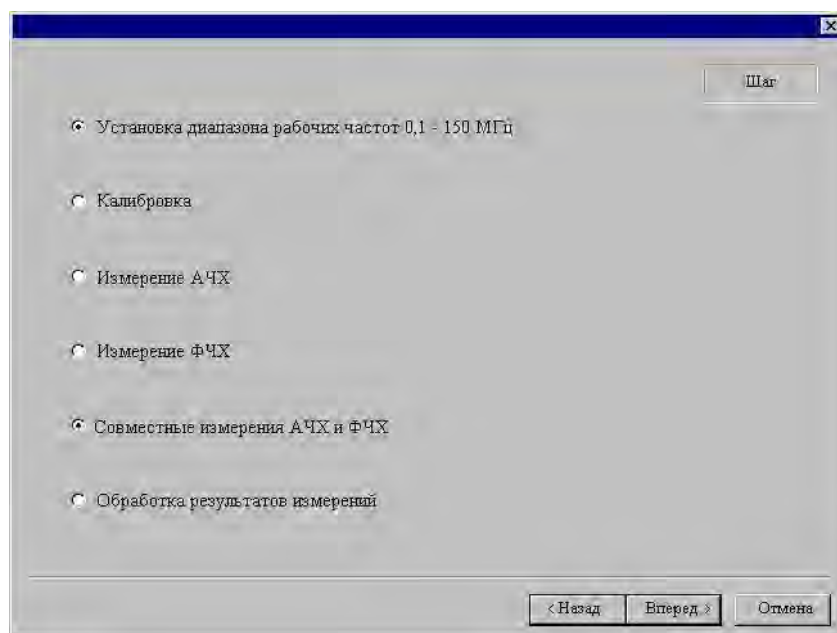 Шаг
Установка диапазона рабочих частот 0,1 - 150 МГц
Калибровка
Измерение АЧХ
Измерение ФЧХ
Совместные измерения АЧХ и ФЧХ
Обработка результатов измерений
< Назад
Вперед >
Отмена